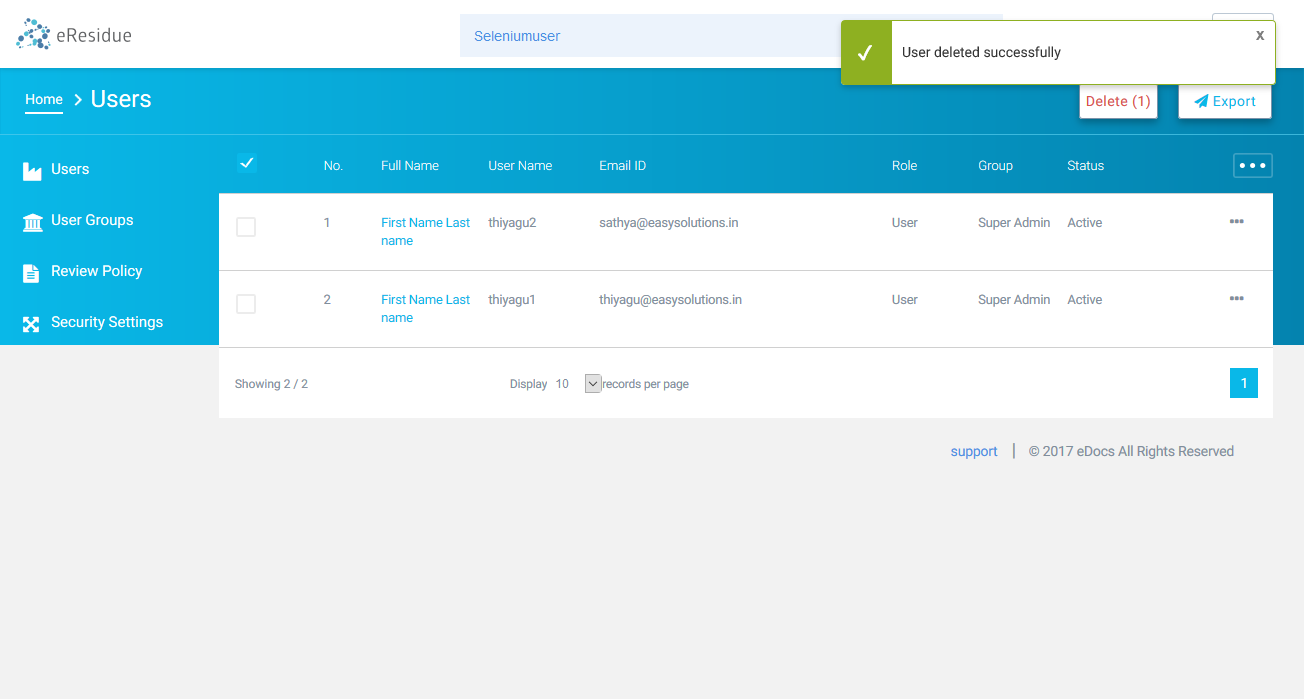 eResidue
Seleniumuser
User deleted successfully
x
Home
Users
Delete (1)
Export
Users
User Groups
Review Policy
Security Settings
No. Full Name User Name Email ID Role Group Status
1 First Name Last name thiyagu2 sathya@easysolutions.in User Super Admin Active
2 First Name Last name thiyagu1 thiyagu@easysolutions.in User Super Admin Active
Showing 2 / 2
Display 10 records per page
1
support | © 2017 eDocs All Rights Reserved